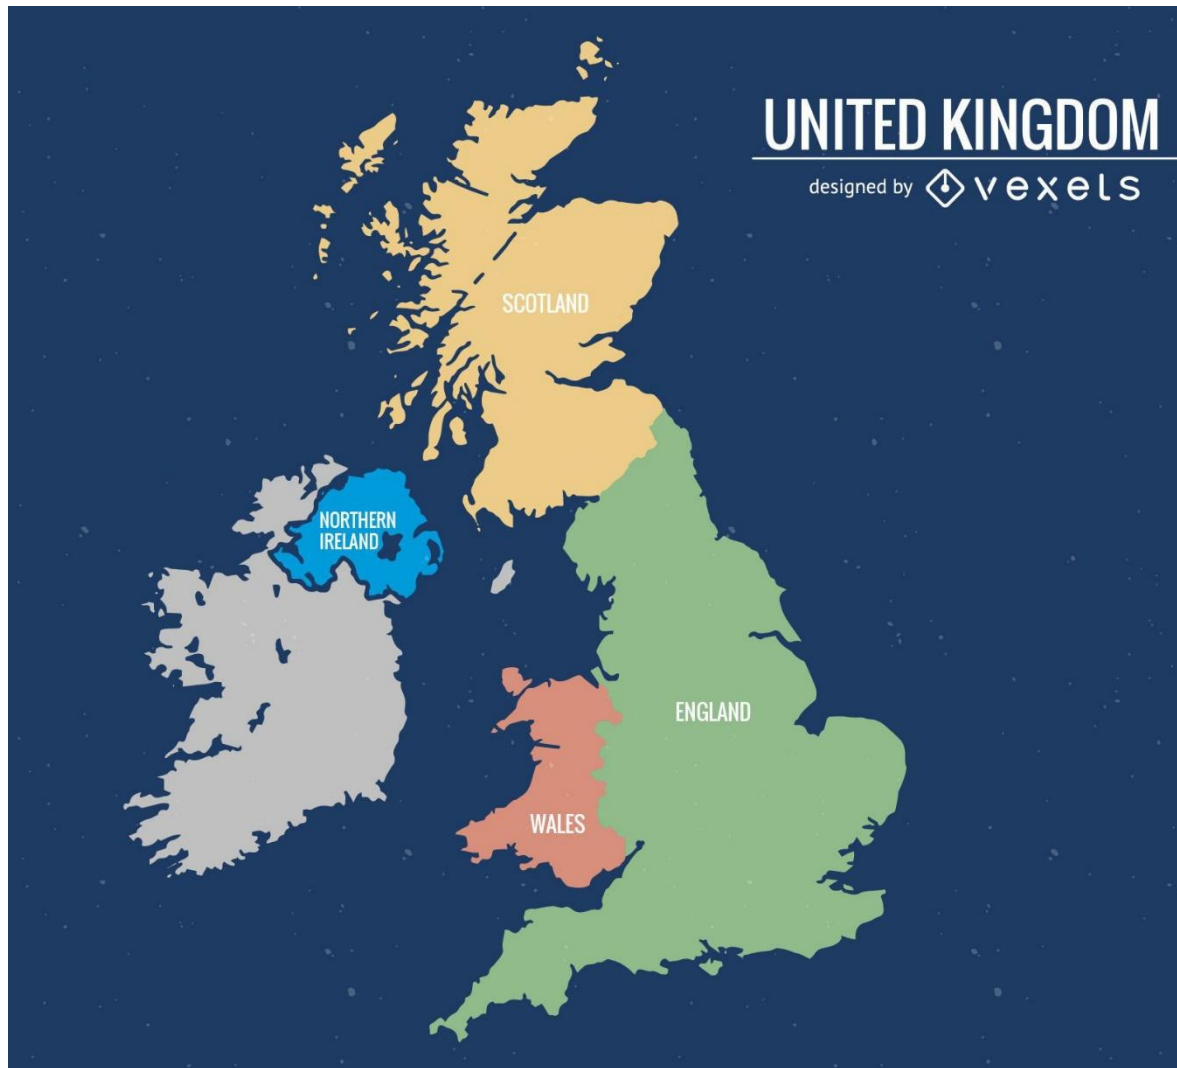 UNITED KINGDOM
designed by vexels
SCOTLAND
NORTHERN
IRELAND
ENGLAND
WALES